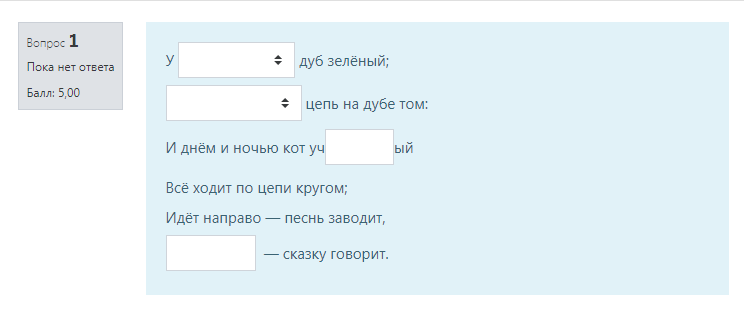 Вопрос 1
Пока нет ответа
Балл: 5,00
У дуб зелёный;
цепь на дубе том:
И днём и ночью кот уч ый
Всё ходит по цепи кругом;
Идёт направо — песнь заводит,
— сказку говорит.